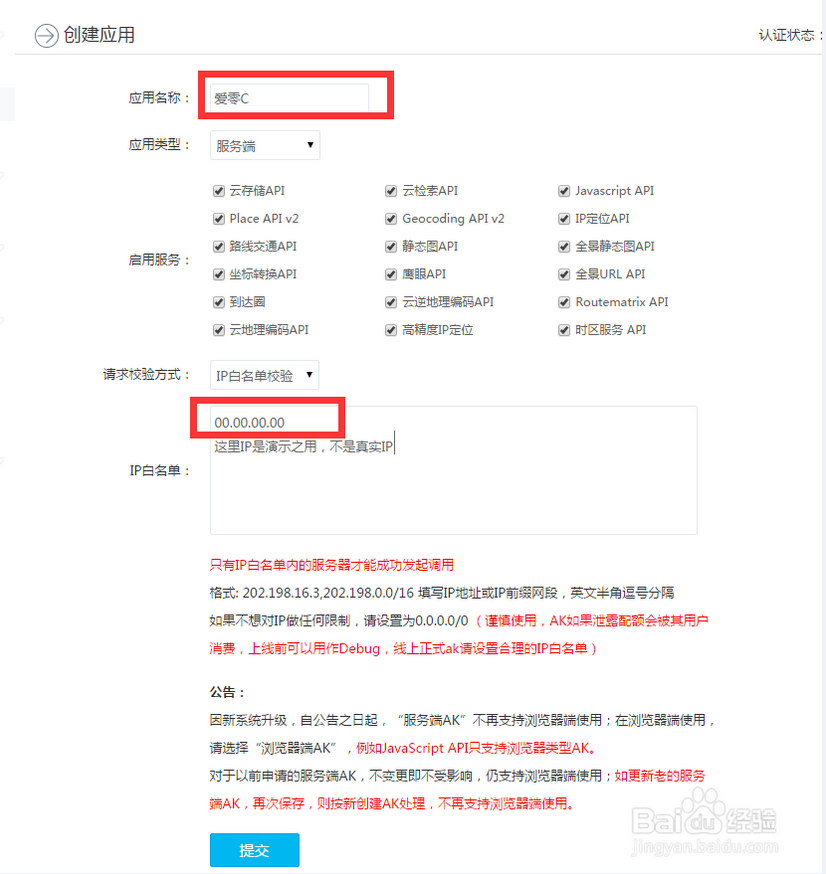 创建应用
认证状态：
应用名称：
爱零C
应用类型：
服务端
启用服务：
云存储API 云检索API Javascript API
Place API v2 Geocoding API v2 IP定位API
路线交通API 静态图API 全景静态图API
坐标转换API 鹰眼API 全景URL API
到达圈 云逆地理编码API Routematrix API
云地理编码API 高精度IP定位 时区服务 API
请求校验方式：
IP白名单校验
IP白名单：
00.00.00.00
这里IP是演示之用，不是真实IP
只有IP白名单内的服务器才能成功发起调用
格式: 202.198.16.3,202.198.0.0/16 填写IP地址或IP前缀网段，英文半角逗号分隔
如果不想对IP做任何限制，请设置为0.0.0.0/0（谨慎使用，AK如果泄露配额会被其用户
消费，上线前可以用作Debug，线上正式ak请设置合理的IP白名单）
公告：
因新系统升级，自公告之日起，“服务端AK”不再支持浏览器端使用；在浏览器端使用，
请选择“浏览器端AK”，例如JavaScript API只支持浏览器类型AK。
对于以前申请的服务端AK，不变更即不受影响，仍支持浏览器端使用；如更新老的服务
端AK，再次保存，则按新创建AK处理，不再支持浏览器端使用。
提交
Baidu 经验
jingyan.baidu.com